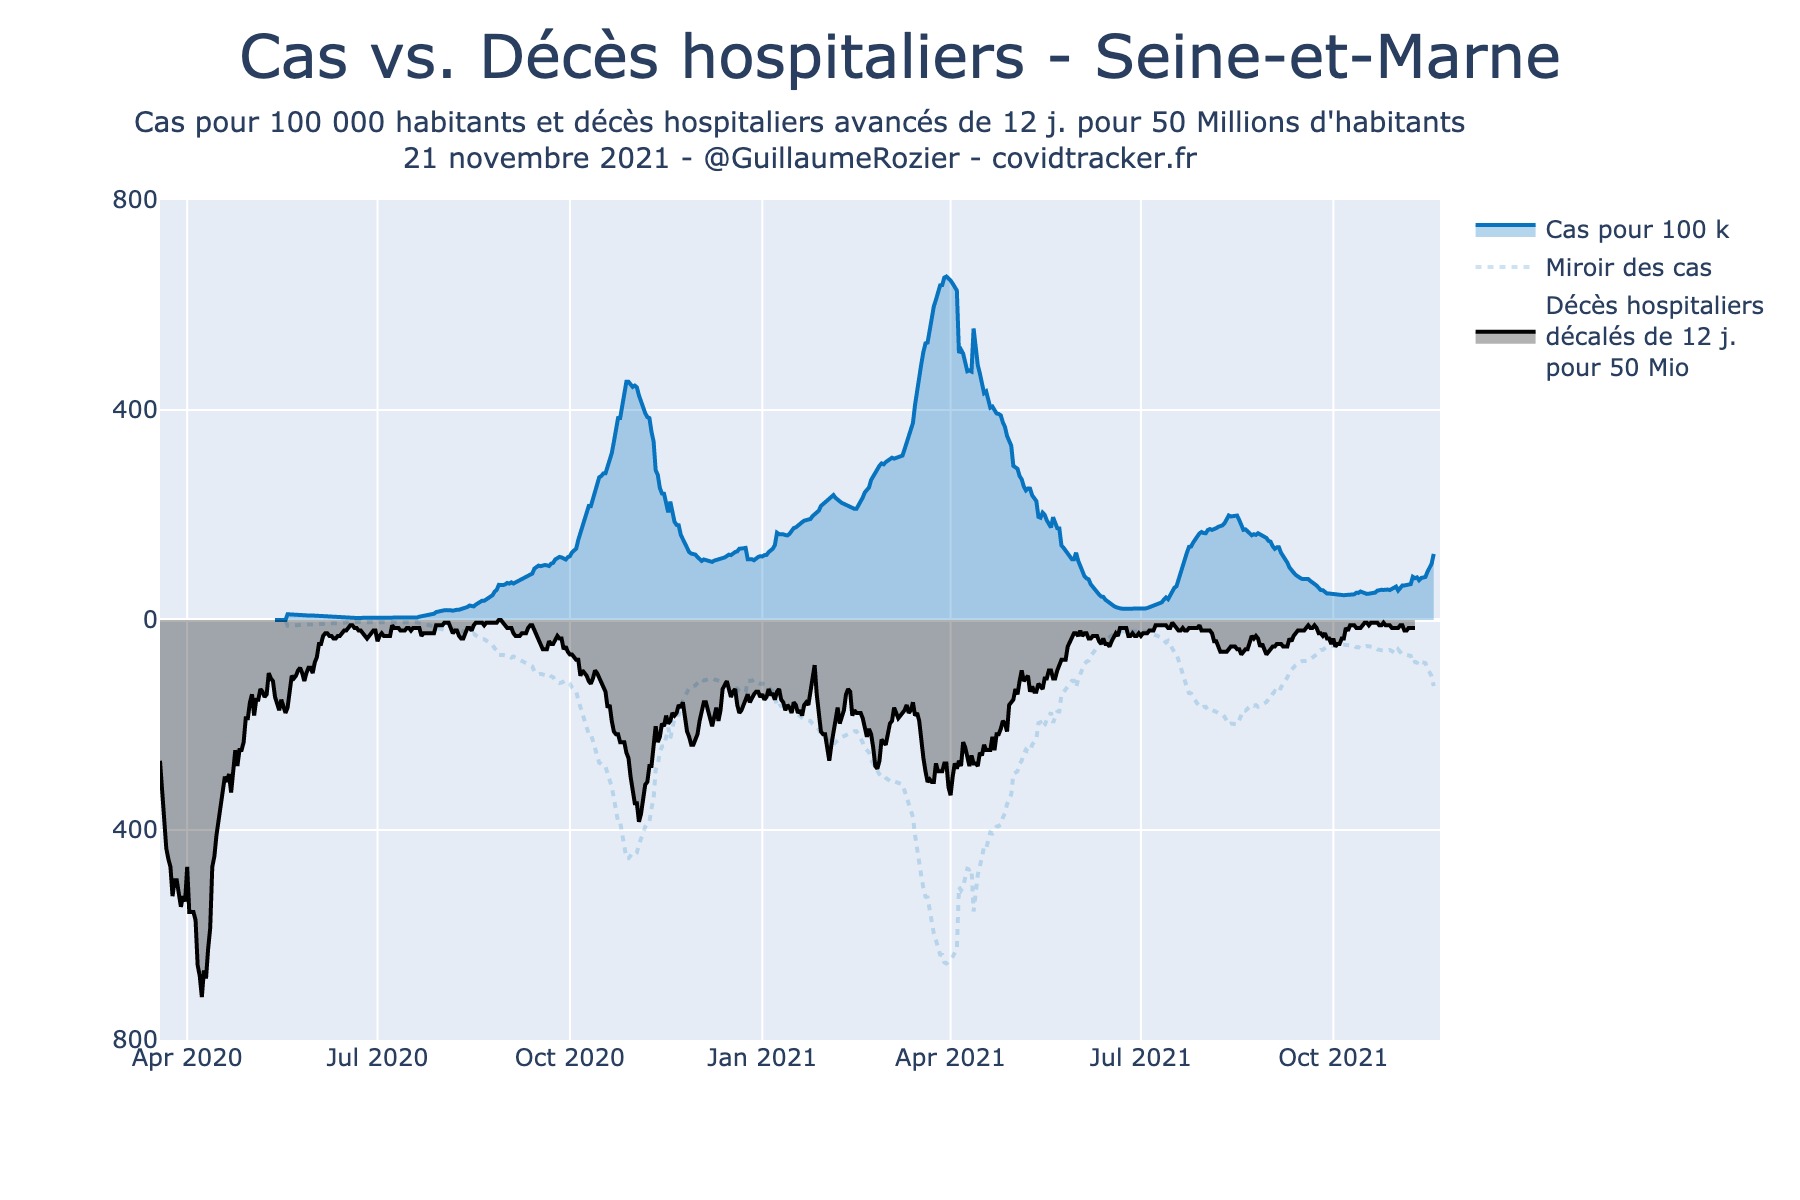 Cas vs. Décès hospitaliers - Seine-et-Marne
Cas pour 100 000 habitants et décès hospitaliers avancés de 12 j. pour 50 Millions d'habitants
21 novembre 2021 - @GuillaumeRozier - covidtracker.fr
800
400
0
400
800
Apr 2020
Jul 2020
Oct 2020
Jan 2021
Apr 2021
Jul 2021
Oct 2021
Cas pour 100 k
Miroir des cas
Décès hospitaliers
décalés de 12 j.
pour 50 Mio